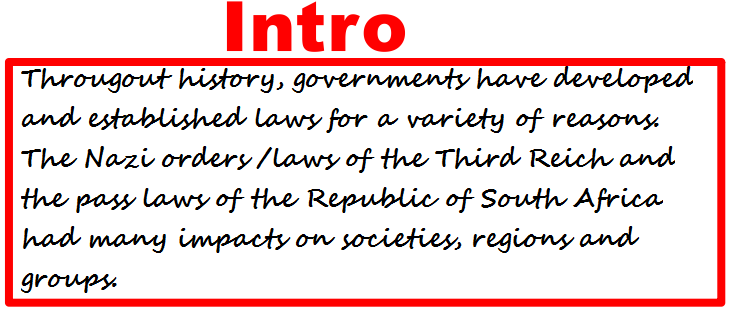 Intro
Througout history, governments have developed
and established laws for a variety of reasons.
The Nazi orders/laws of the Third Reich and
the pass laws of the Republic of South Africa
had many impacts on societies, regions and
groups.